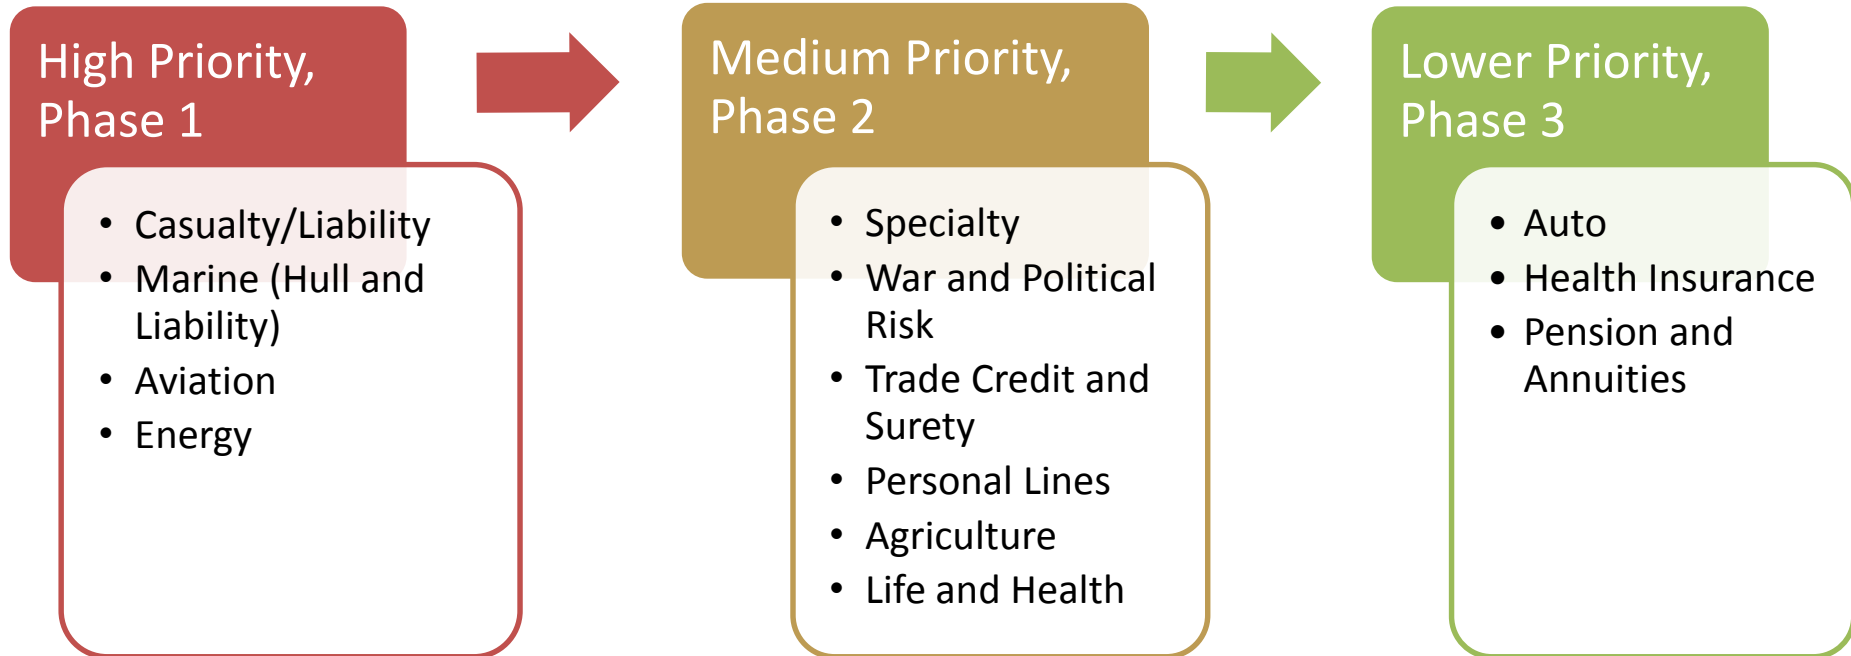 High Priority,
Phase 1
• Casualty/Liability
• Marine (Hull and
Liability)
• Aviation
• Energy
Medium Priority,
Phase 2
• Specialty
• War and Political
Risk
• Trade Credit and
Surety
• Personal Lines
• Agriculture
• Life and Health
Lower Priority,
Phase 3
• Auto
• Health Insurance
• Pension and
Annuities